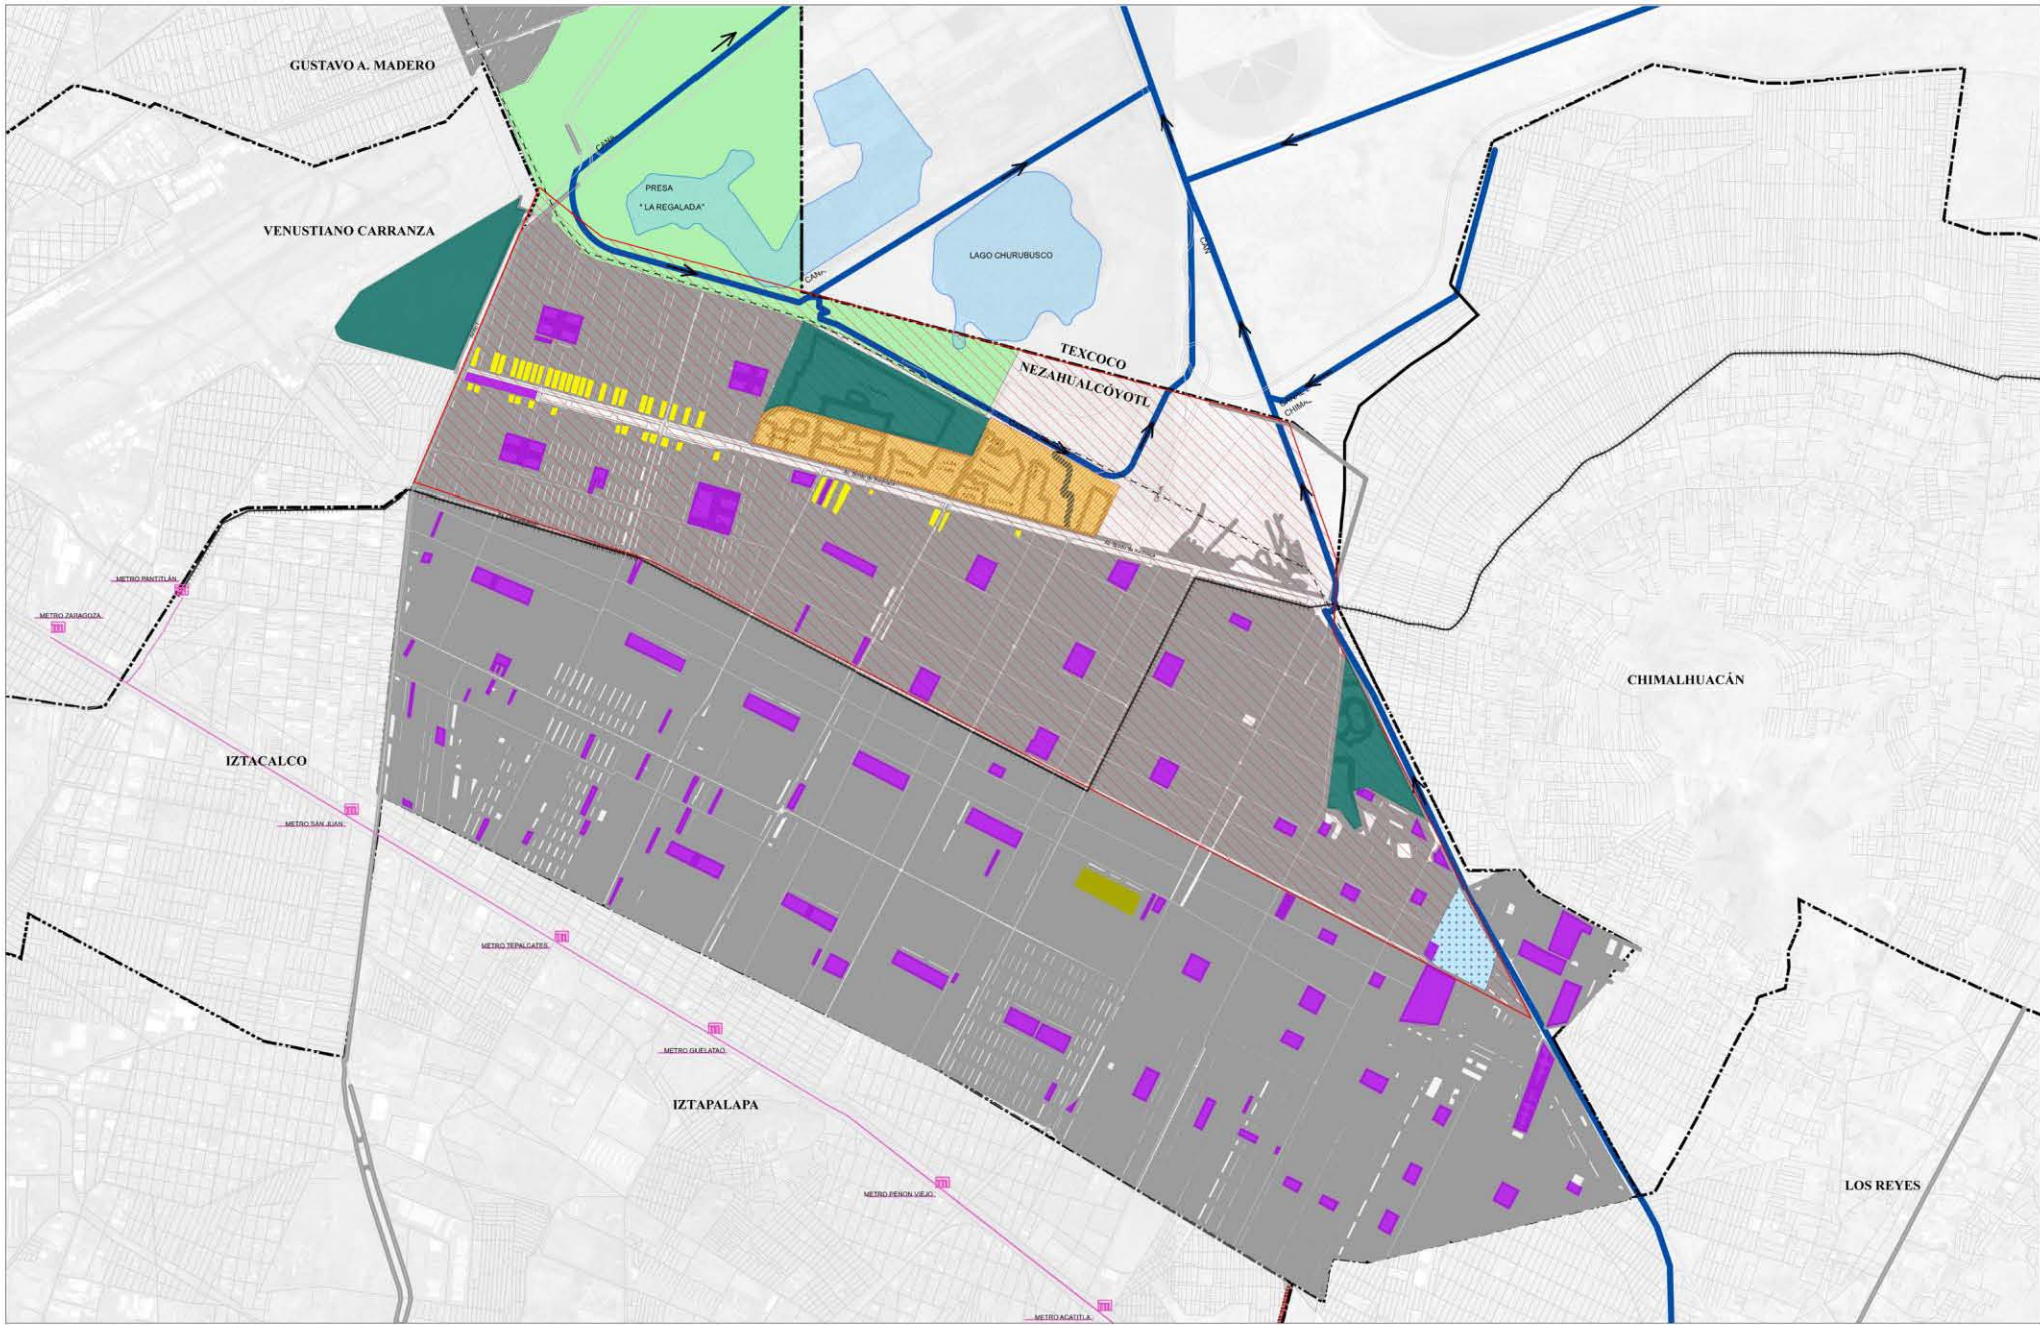 GUSTAVO A. MADERO
PRESA
" LA REGALADA"
VENUSTIANO CARRANZA
LAGO CHURUBUSCO
TEXCOCO
NEZAHUALCÓYOTL
METRO PANTITLÁN
METRO ZARAGOZA
CHIMALHUACÁN
IZTACALCO
METRO SAN JUAN
METRO TEPALCATES
METRO GUELATAO
IZTAPALAPA
LOS REYES
METRO PEÑON VIEJO
METRO ACATITLA